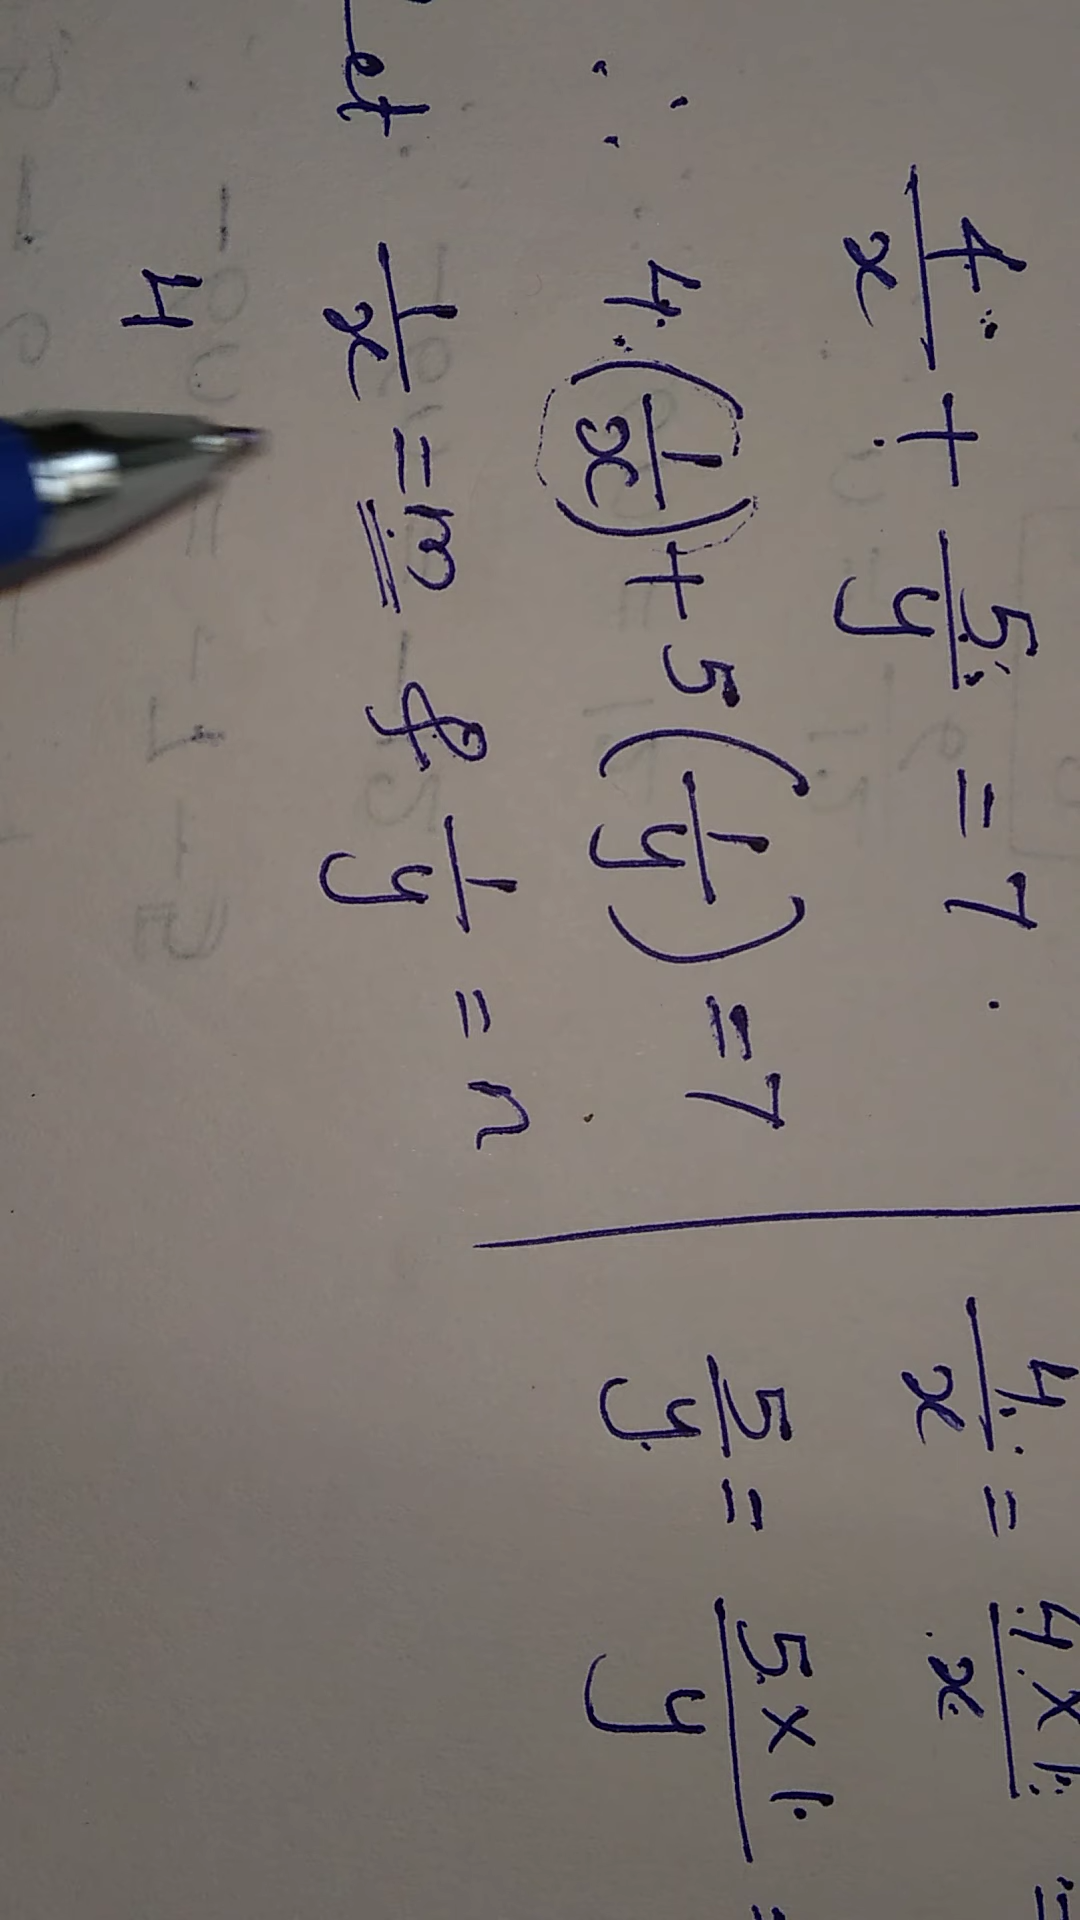 4/x + 5/y = 7
∴ 4(1/x) + 5(1/y) = 7
Let 1/x = m & 1/y = n
4
4/x = 4×1/x =
5/y = 5×1/y =